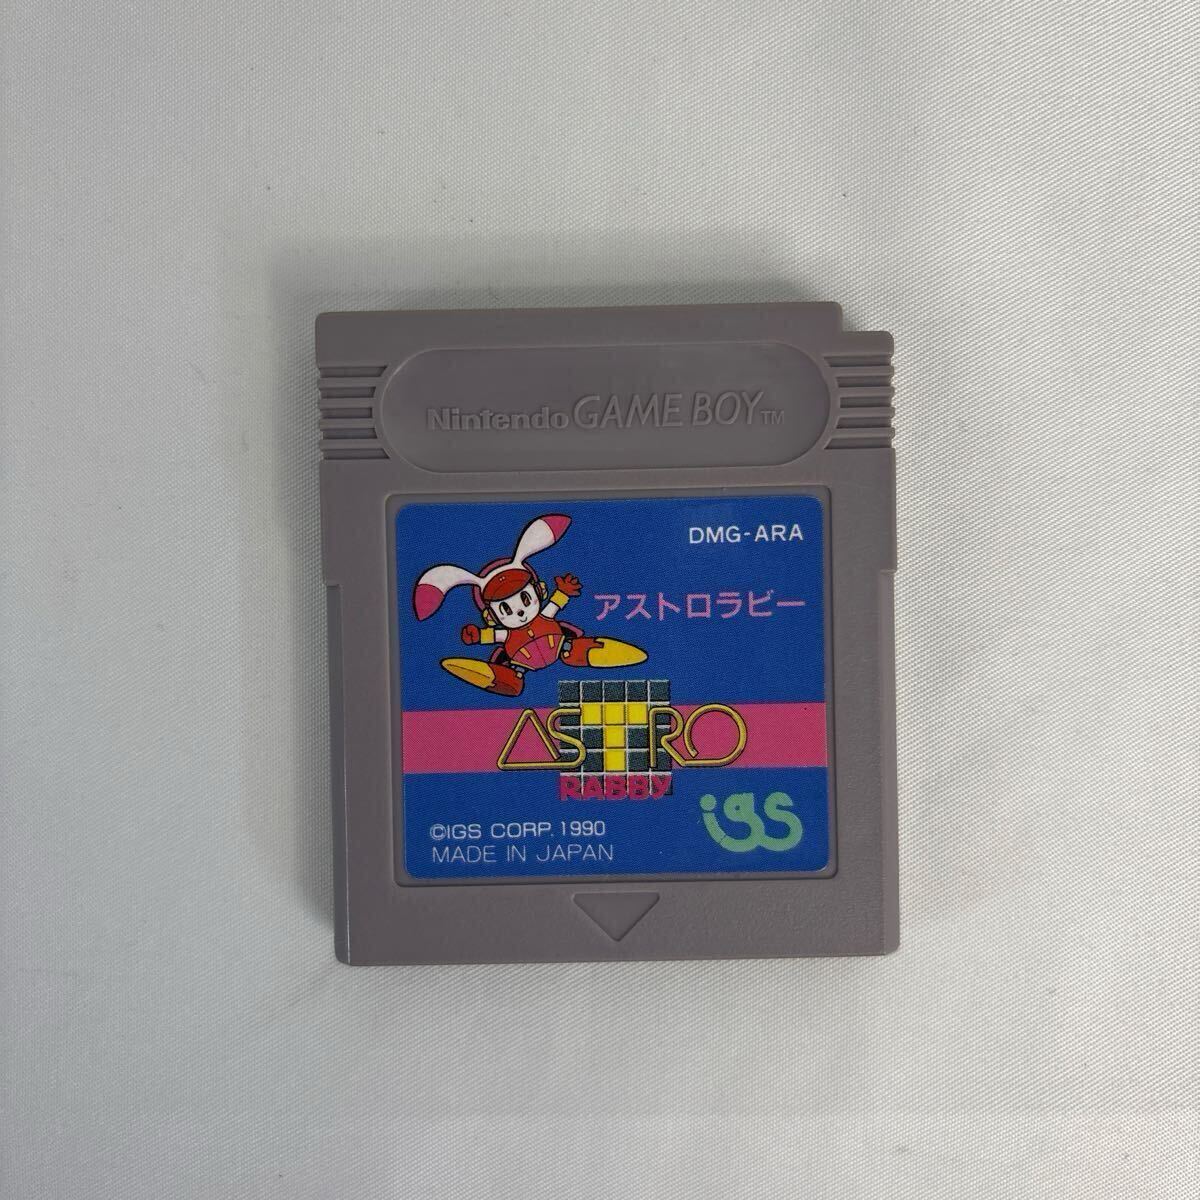 Nintendo GAME BOY™
DMG-ARA
アストロラビー
ASTRO
RABBY
©IGS CORP. 1990
MADE IN JAPAN
igs